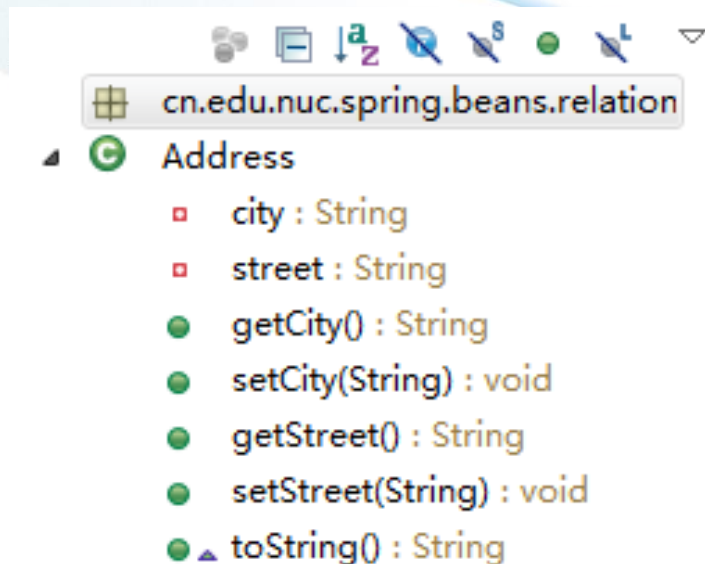 cn.edu.nuc.spring.beans.relation
Address
city : String
street : String
getCity() : String
setCity(String) : void
getStreet() : String
setStreet(String) : void
toString() : String